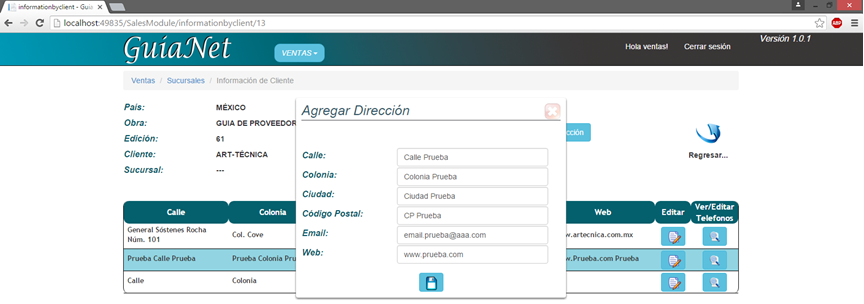 informationbyclient - Guía
localhost:49835/SalesModule/informationbyclient/13
GuíaNet
VENTAS
Hola ventas!
Cerrar sesión
Versión 1.0.1
Ventas / Sucursales / Información de Cliente
País: MÉXICO
Obra: GUIA DE PROVEEDOR
Edición: 61
Cliente: ART-TÉCNICA
Sucursal: ---
Agregar Dirección
Calle: Calle Prueba
Colonia: Colonia Prueba
Ciudad: Ciudad Prueba
Código Postal: CP Prueba
Email: email.prueba@aaa.com
Web: www.prueba.com
cción
Regresar...
Calle Colonia Web Editar Ver/Editar
Telefonos
General Sóstenes Rocha
Núm. 101 Col. Cove w.artecnica.com.mx
Prueba Calle Prueba Prueba Colonia Pru w.Prueba.com Prueba
Calle Colonia